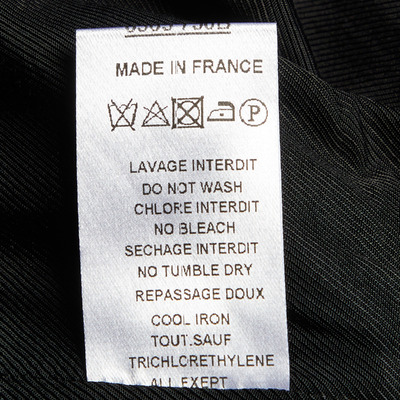 MADE IN FRANCE
P
LAVAGE INTERDIT
DO NOT WASH
CHLORE INTERDIT
NO BLEACH
SECHAGE INTERDIT
NO TUMBLE DRY
REPASSAGE DOUX
COOL IRON
TOUT.SAUF
TRICHLORETHYLENE
ALL EXEPT